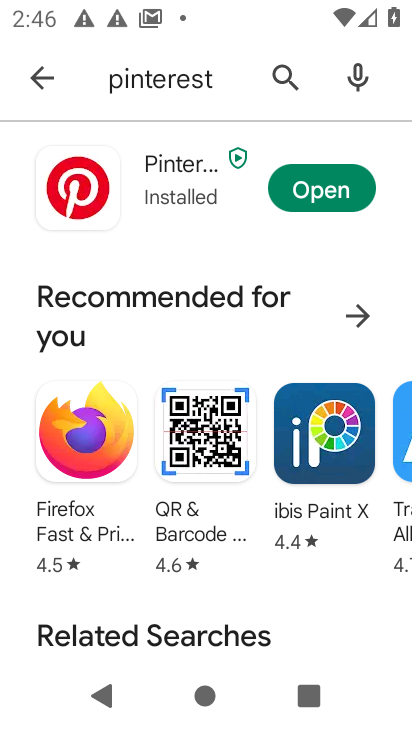 2:46
pinterest
Pinter...
Installed
Open
Recommended for
you
Firefox
Fast & Pri...
4.5★
QR &
Barcode ...
4.6★
iP
ibis Paint X
4.4★
Tra
All
4.7
Related Searches